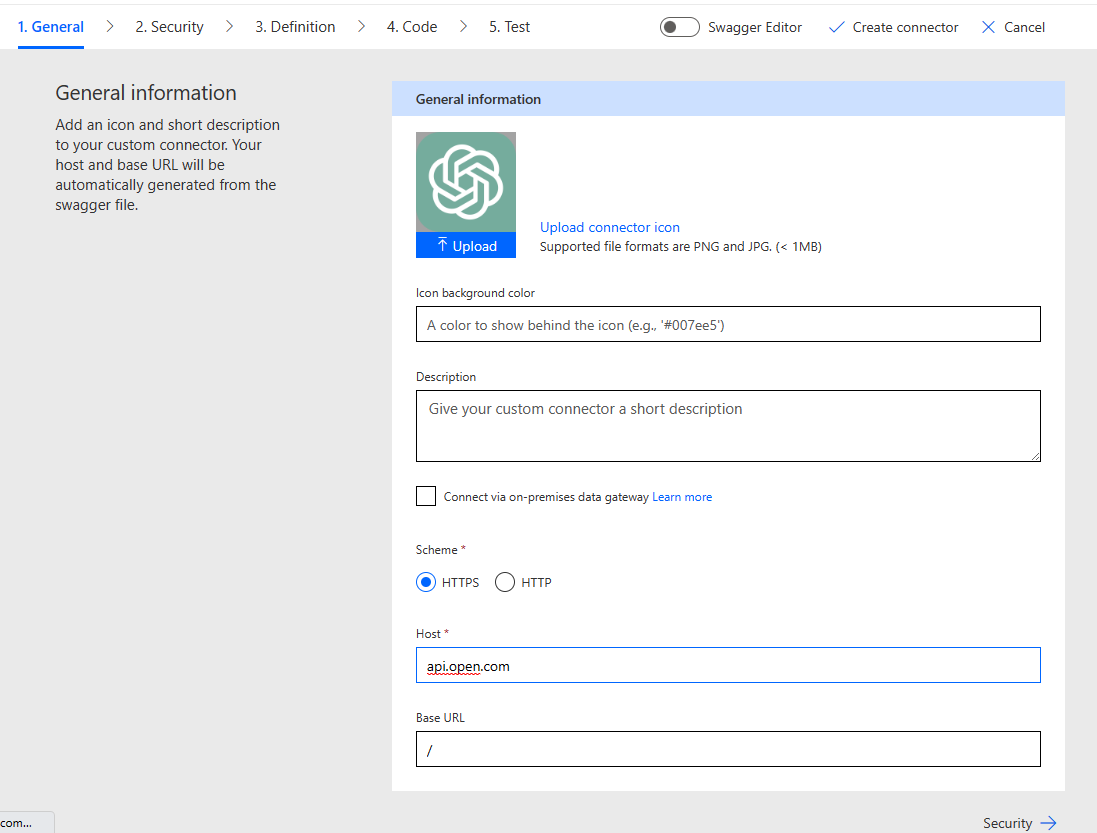 1. General
2. Security
3. Definition
4. Code
5. Test
Swagger Editor
Create connector
Cancel
General information
Add an icon and short description
to your custom connector. Your
host and base URL will be
automatically generated from the
swagger file.
General information
Upload
Upload connector icon
Supported file formats are PNG and JPG. (< 1MB)
Icon background color
A color to show behind the icon (e.g., '#007ee5')
Description
Give your custom connector a short description
Connect via on-premises data gateway Learn more
Scheme *
HTTPS
HTTP
Host *
api.open.com
Base URL
/
com...
Security